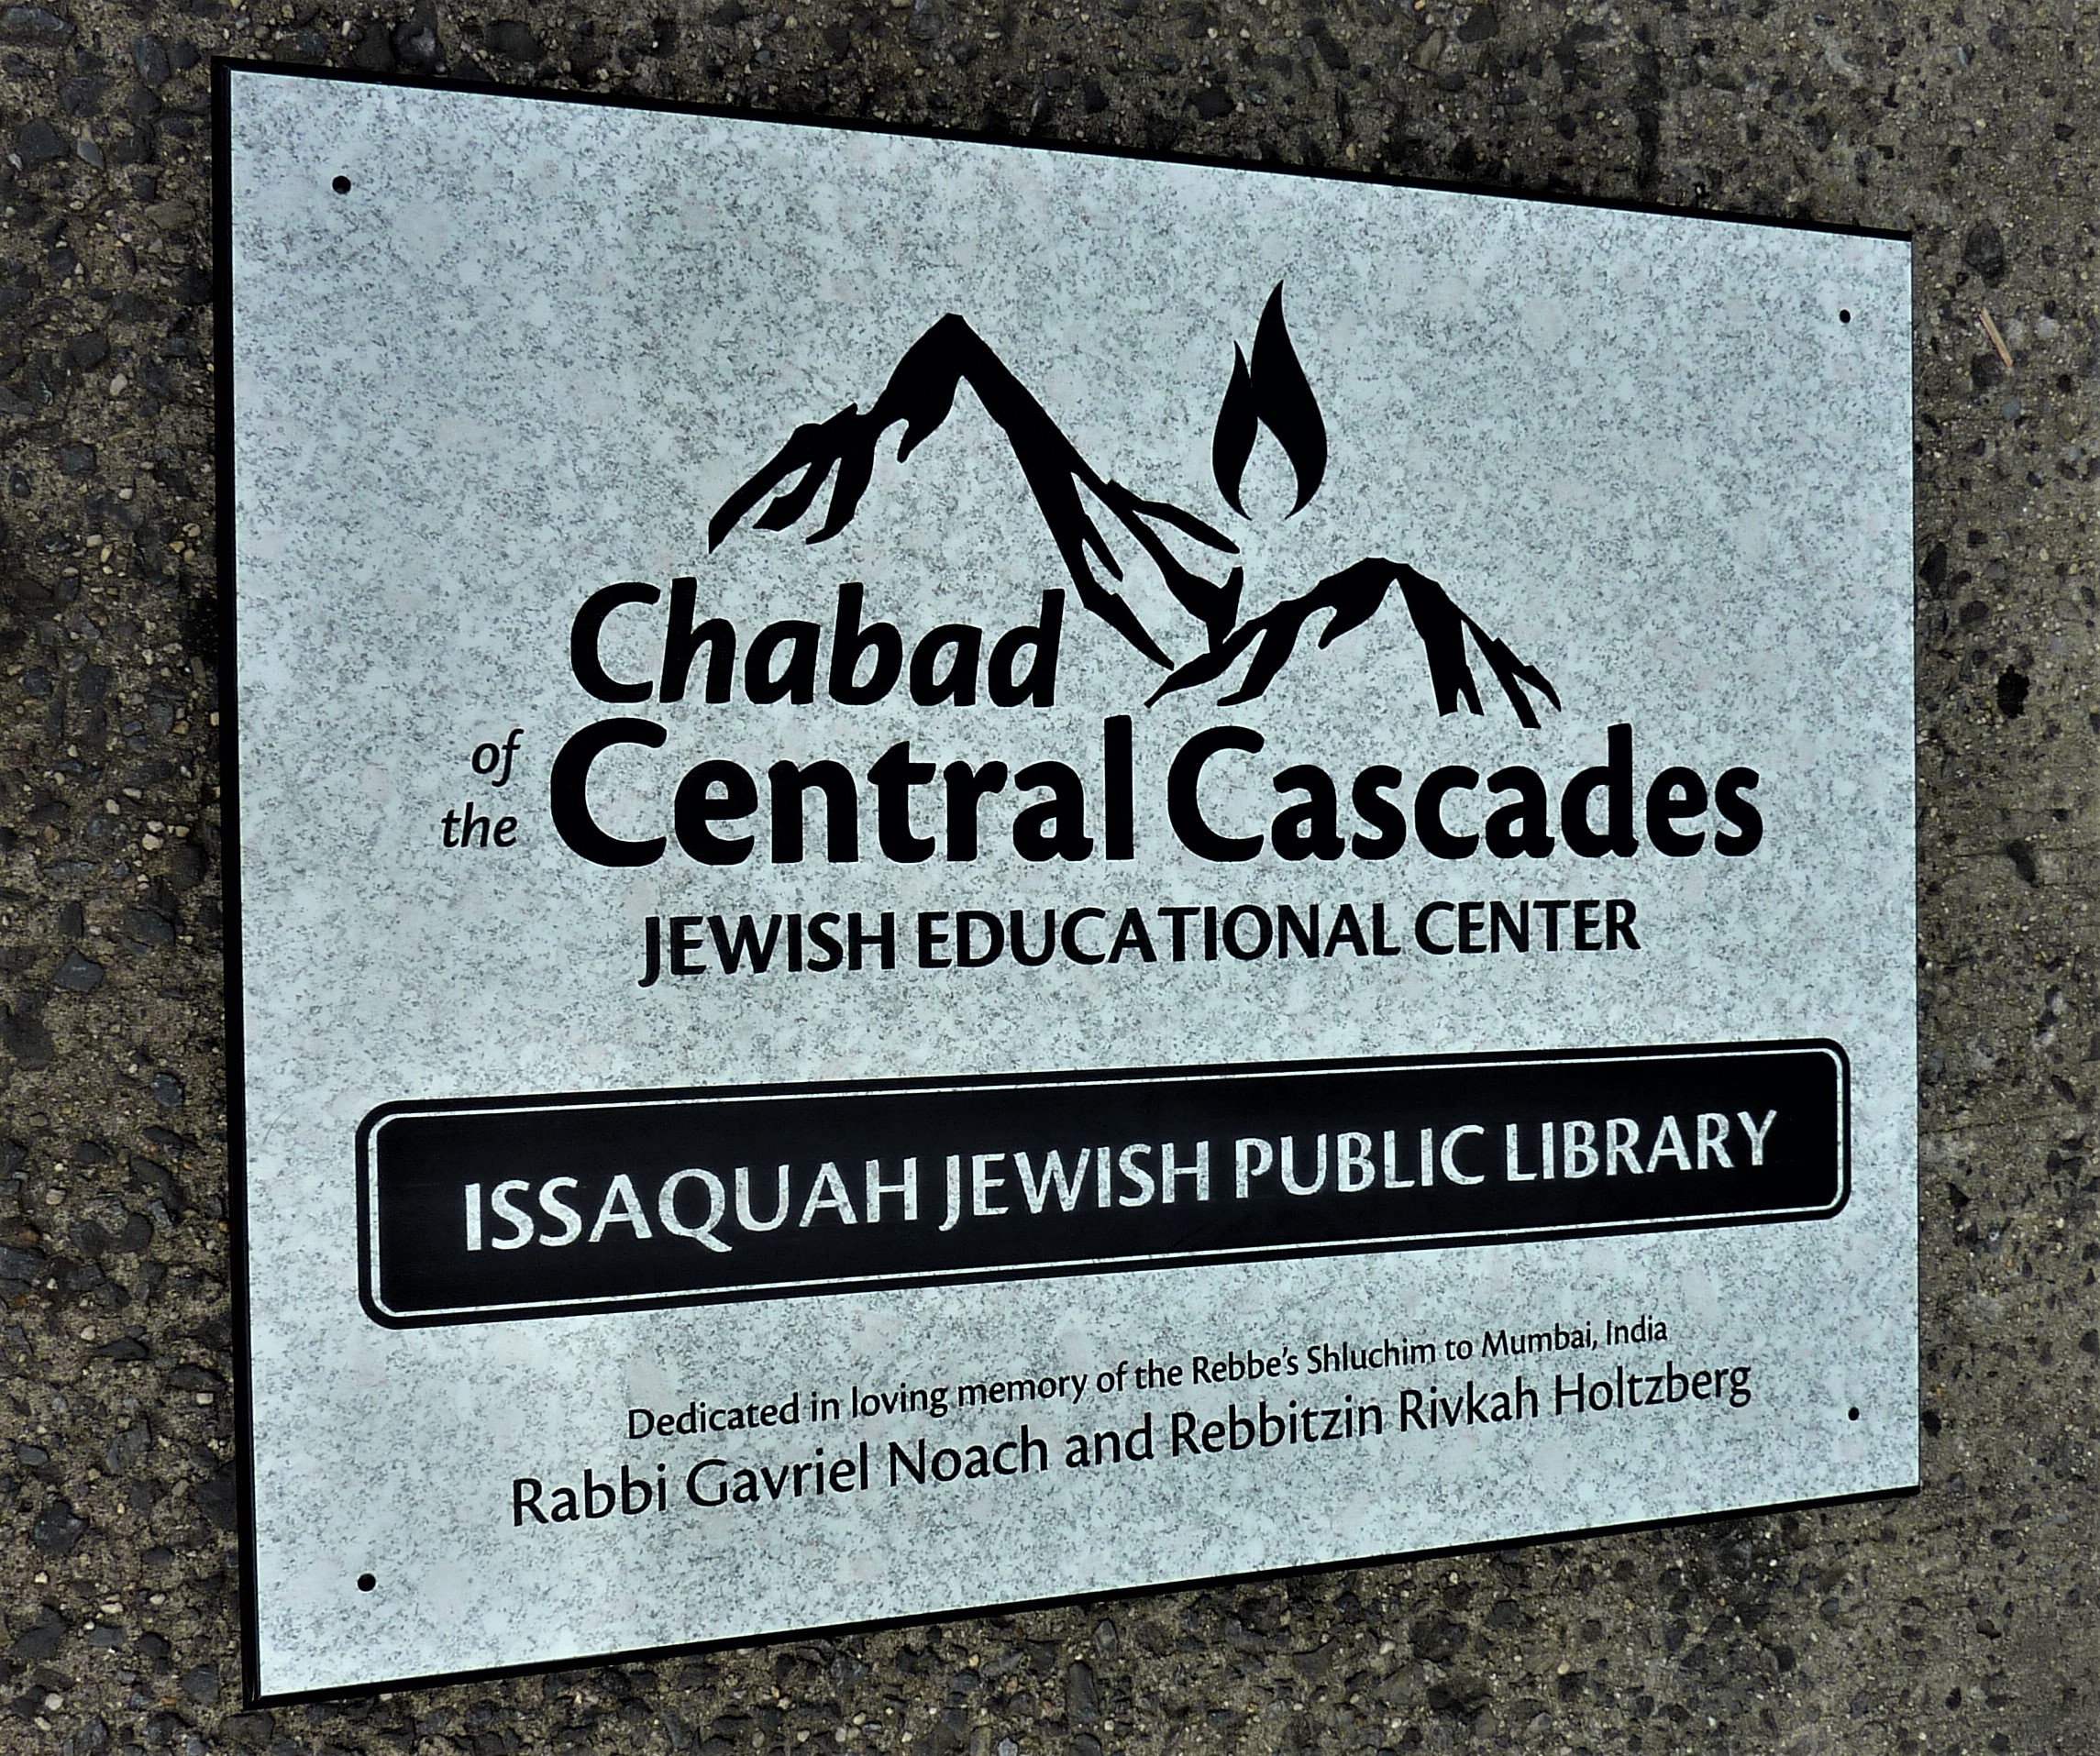 Chabad
of the Central Cascades
JEWISH EDUCATIONAL CENTER
ISSAQUAH JEWISH PUBLIC LIBRARY
Dedicated in loving memory of the Rebbe's Shluchim to Mumbai, India
Rabbi Gavriel Noach and Rebbitzin Rivkah Holtzberg